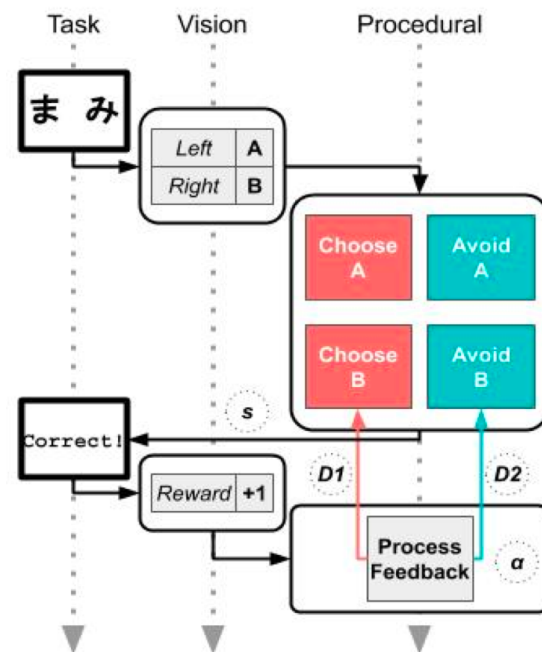 Task Vision Procedural
ま み
Left A
Right B
Choose A
Avoid A
Choose B
Avoid B
s
Correct!
D1
D2
Reward +1
Process
Feedback
α